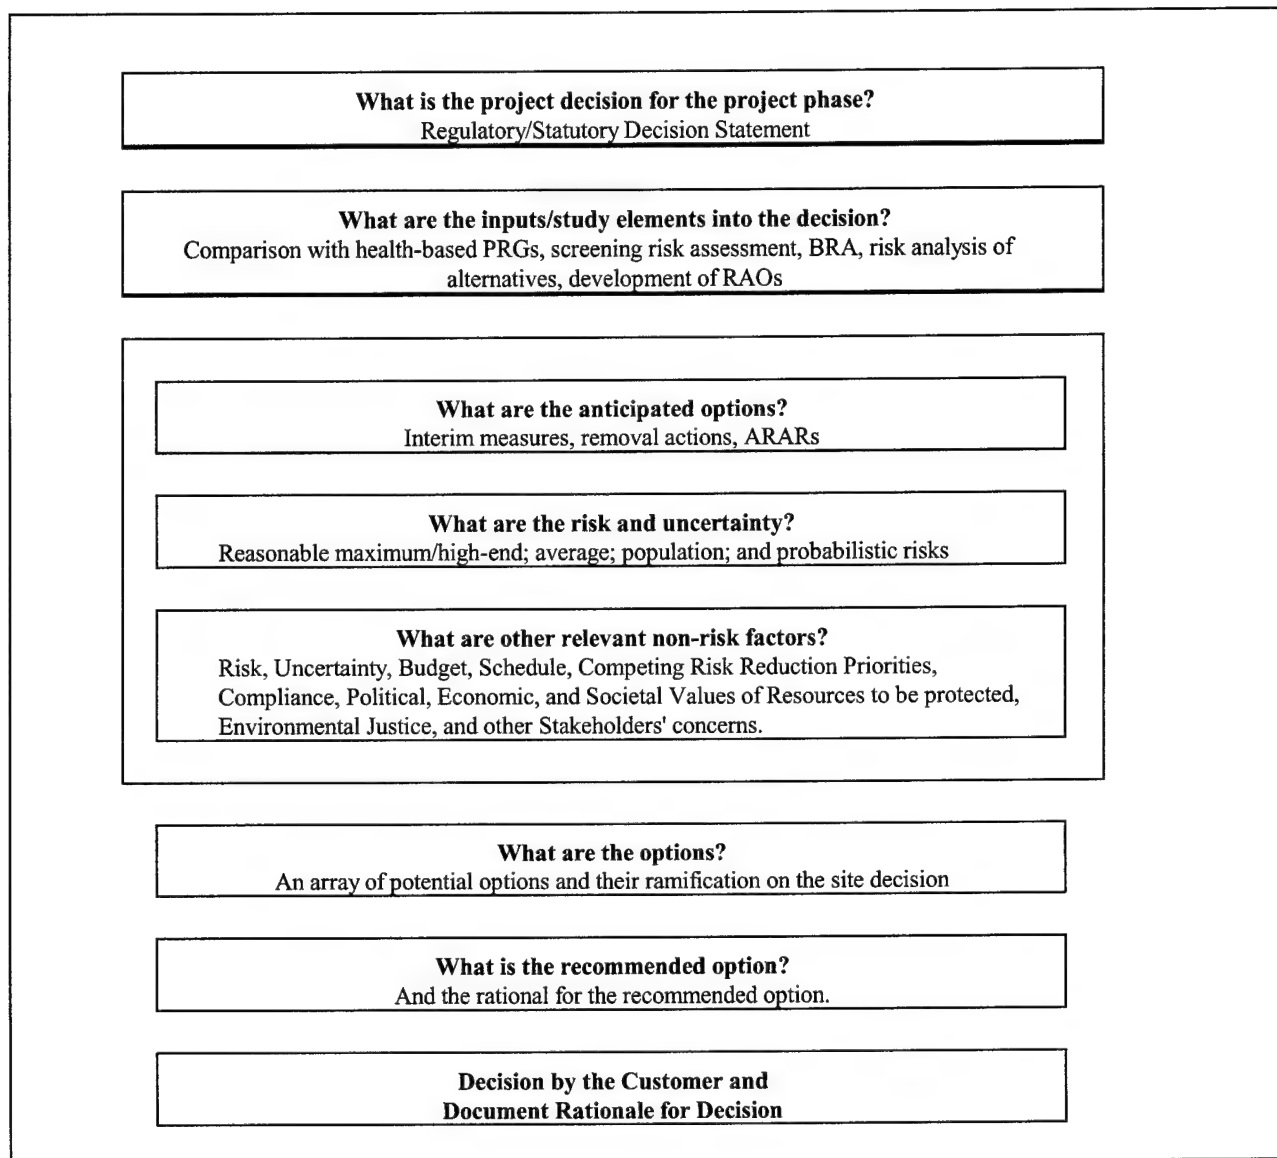 What is the project decision for the project phase?
Regulatory/Statutory Decision Statement
What are the inputs/study elements into the decision?
Comparison with health-based PRGs, screening risk assessment, BRA, risk analysis of
alternatives, development of RAOs
What are the anticipated options?
Interim measures, removal actions, ARARs
What are the risk and uncertainty?
Reasonable maximum/high-end; average; population; and probabilistic risks
What are other relevant non-risk factors?
Risk, Uncertainty, Budget, Schedule, Competing Risk Reduction Priorities,
Compliance, Political, Economic, and Societal Values of Resources to be protected,
Environmental Justice, and other Stakeholders' concerns.
What are the options?
An array of potential options and their ramification on the site decision
What is the recommended option?
And the rational for the recommended option.
Decision by the Customer and
Document Rationale for Decision